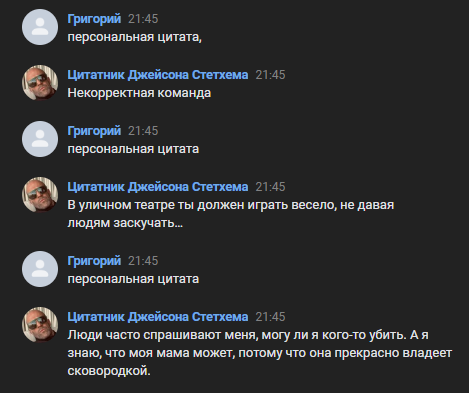 Григорий 21:45
персональная цитата,
Цитатник Джейсона Стетхема 21:45
Некорректная команда
Григорий 21:45
персональная цитата
Цитатник Джейсона Стетхема 21:45
В уличном театре ты должен играть весело, не давая
людям заскучать...
Григорий 21:45
персональная цитата
Цитатник Джейсона Стетхема 21:45
Люди часто спрашивают меня, могу ли я кого-то убить. А я
знаю, что моя мама может, потому что она прекрасно владеет
сковородкой.